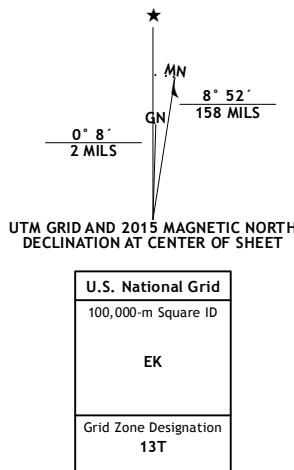 ★
MN
GN
8° 52´
158 MILS
0° 8´
2 MILS
UTM GRID AND 2015 MAGNETIC NORTH
DECLINATION AT CENTER OF SHEET
U.S. National Grid
100,000-m Square ID
EK
Grid Zone Designation
13T